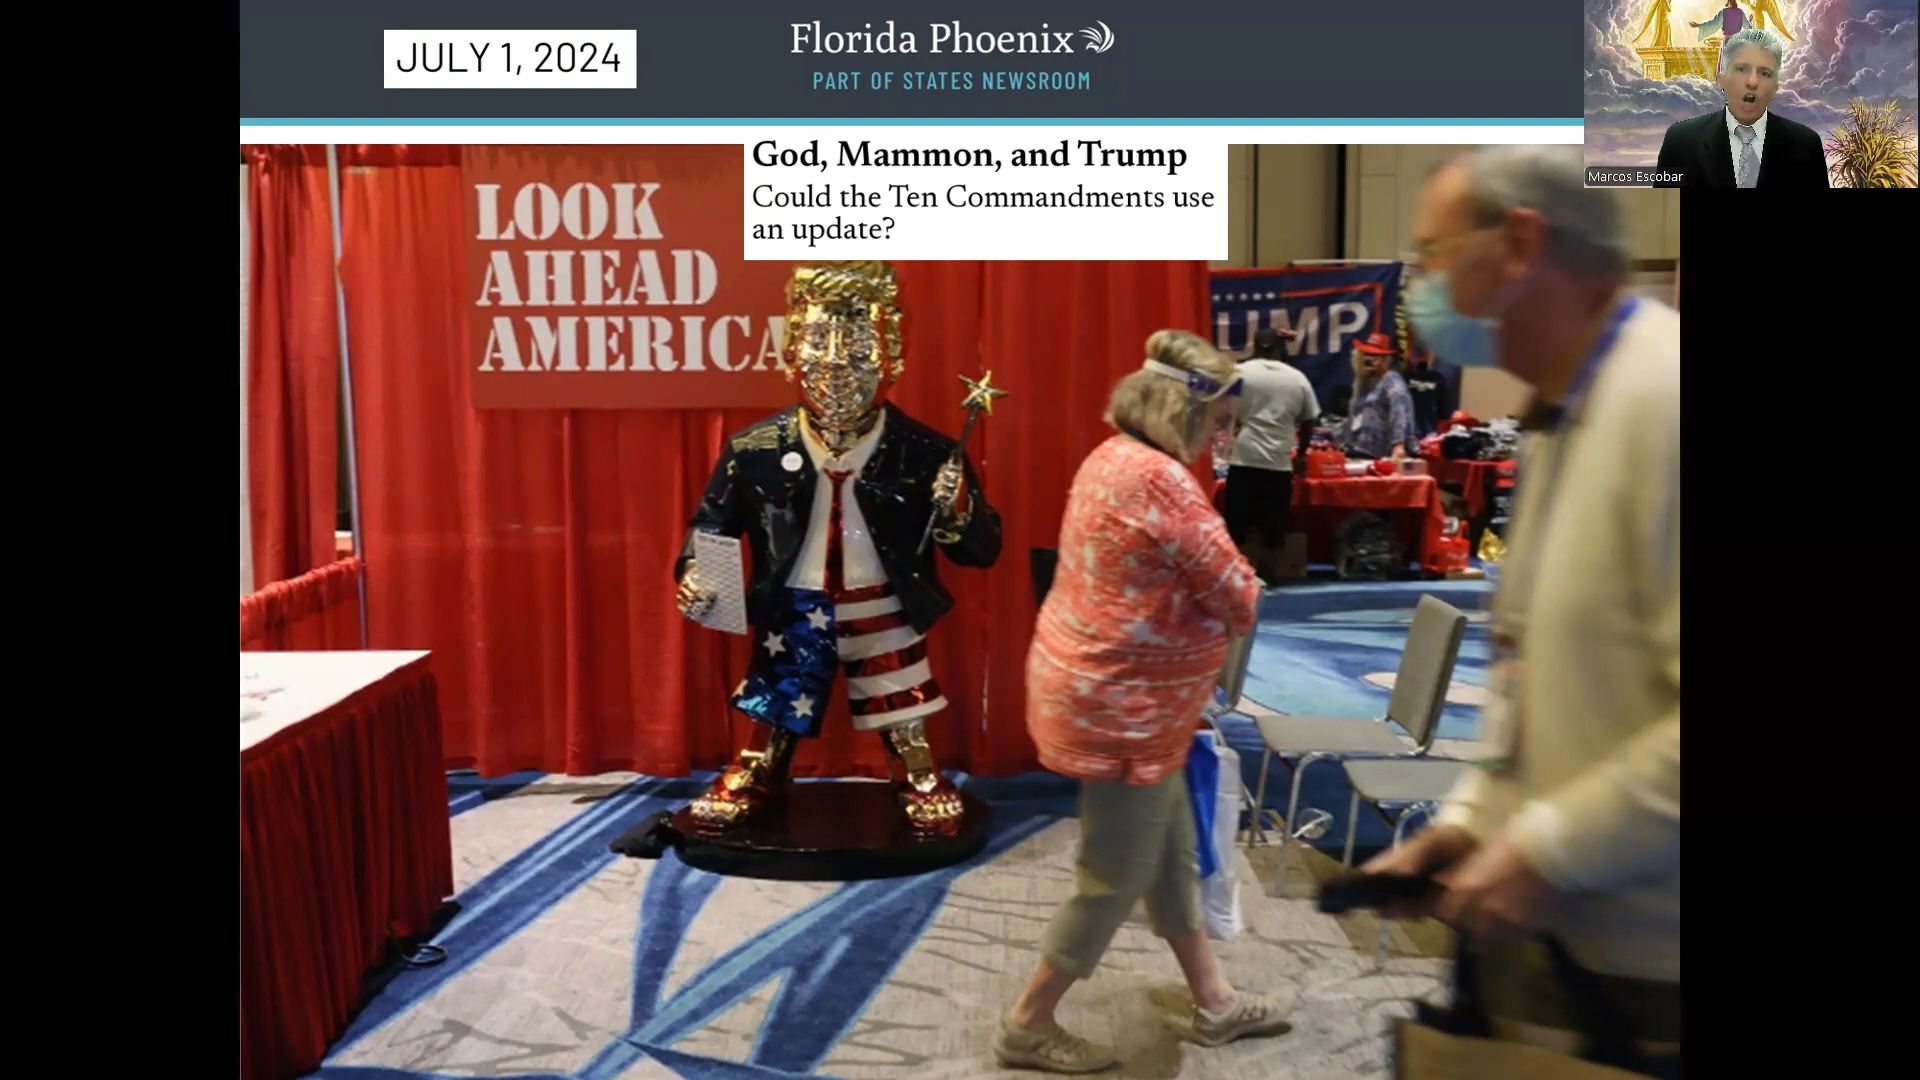 JULY 1, 2024
Florida Phoenix
PART OF STATES NEWSROOM
Marcos Escobar
God, Mammon, and Trump
Could the Ten Commandments use
an update?
LOOK
AHEAD
AMERICA
UMP